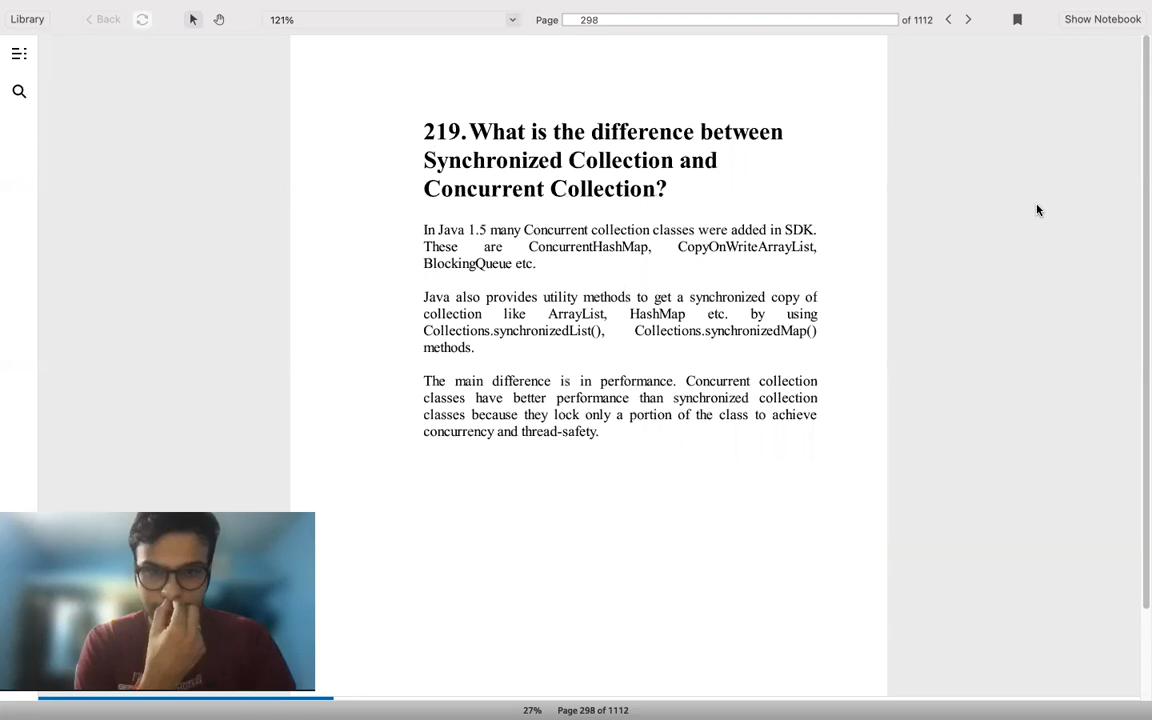 Library
Back
121%
Page 298 of 1112
Show Notebook
219. What is the difference between
Synchronized Collection and
Concurrent Collection?
In Java 1.5 many Concurrent collection classes were added in SDK.
These are ConcurrentHashMap, CopyOnWriteArrayList,
BlockingQueue etc.
Java also provides utility methods to get a synchronized copy of
collection like ArrayList, HashMap etc. by using
Collections.synchronizedList(), Collections.synchronizedMap()
methods.
The main difference is in performance. Concurrent collection
classes have better performance than synchronized collection
classes because they lock only a portion of the class to achieve
concurrency and thread-safety.
27% Page 298 of 1112